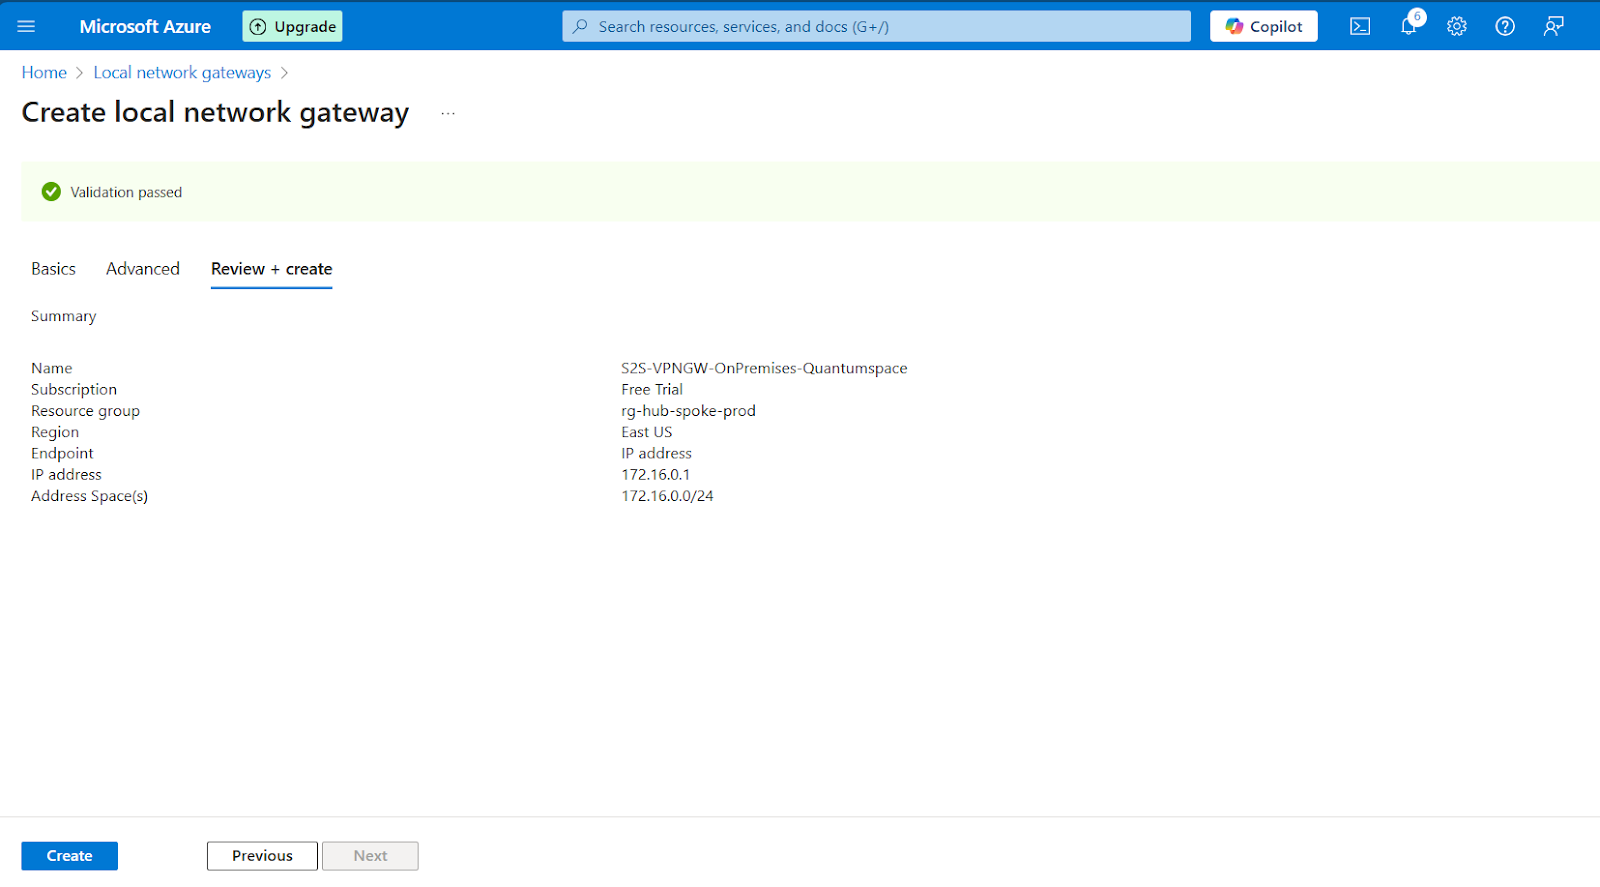 Microsoft Azure
Upgrade
Search resources, services, and docs (G+/)
Copilot
6
Home > Local network gateways >
Create local network gateway ...
Validation passed
Basics Advanced Review + create
Summary
Name S2S-VPNGW-OnPremises-Quantumspace
Subscription Free Trial
Resource group rg-hub-spoke-prod
Region East US
Endpoint IP address
IP address 172.16.0.1
Address Space(s) 172.16.0.0/24
Create Previous Next